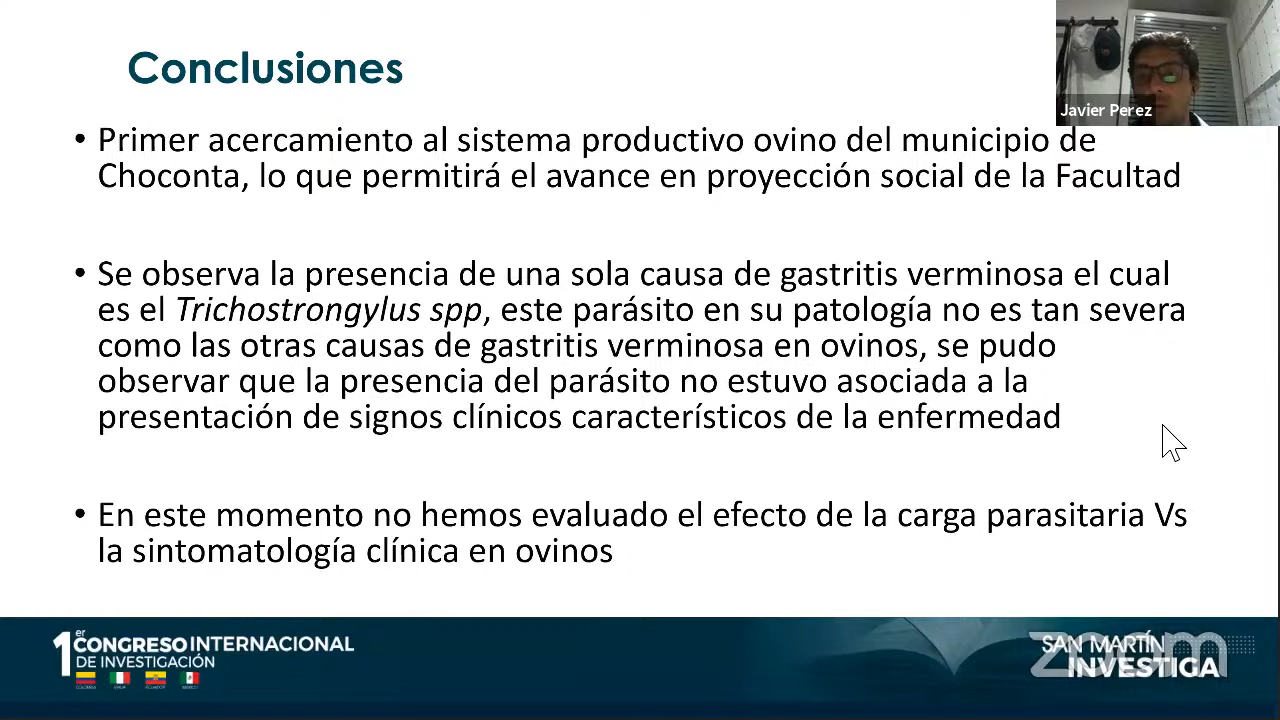 Conclusiones
Javier Perez
• Primer acercamiento al sistema productivo ovino del municipio de
Choconta, lo que permitirá el avance en proyección social de la Facultad
• Se observa la presencia de una sola causa de gastritis verminosa el cual
es el Trichostrongylus spp, este parásito en su patología no es tan severa
como las otras causas de gastritis verminosa en ovinos, se pudo
observar que la presencia del parásito no estuvo asociada a la
presentación de signos clínicos característicos de la enfermedad
• En este momento no hemos evaluado el efecto de la carga parasitaria Vs
la sintomatología clínica en ovinos
1er CONGRESO INTERNACIONAL
DE INVESTIGACIÓN
COLOMBIA ITALIA ECUADOR MÉXICO
SAN MARTÍN
INVESTIGA
zoom